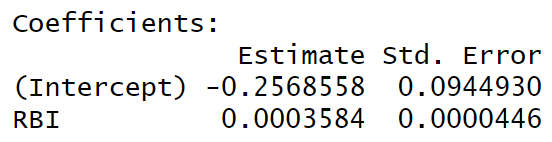 Coefficients:
Estimate Std. Error
(Intercept) -0.2568558 0.0944930
RBI 0.0003584 0.0000446